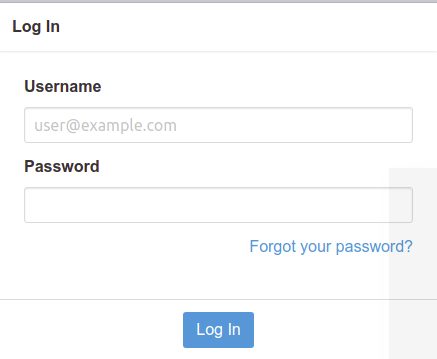 Log In
Username
user@example.com
Password
Forgot your password?
Log In